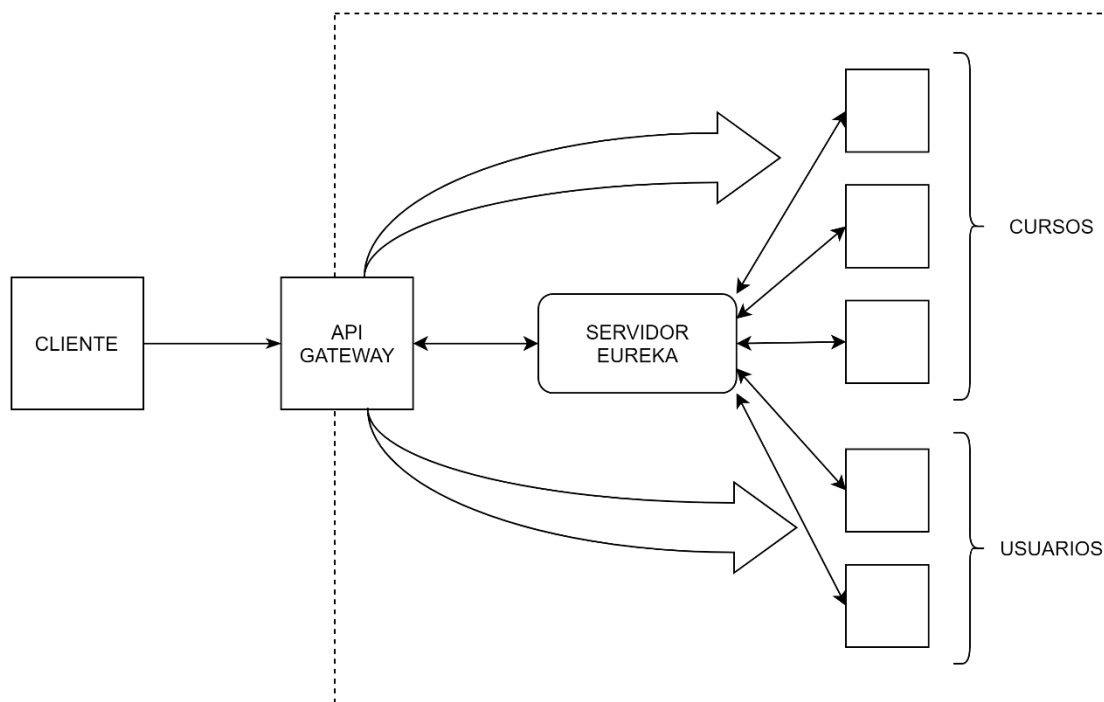 CLIENTE
API
GATEWAY
SERVIDOR
EUREKA
CURSOS
USUARIOS